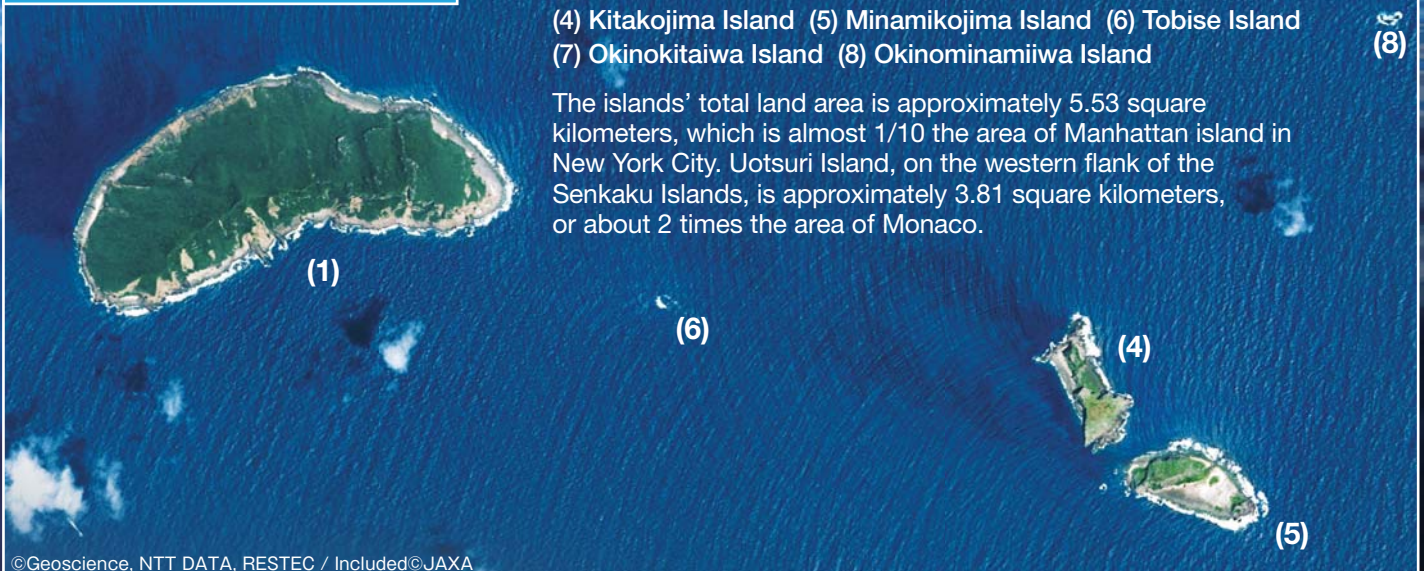 (4) Kitakojima Island (5) Minamikojima Island (6) Tobise Island
(7) Okinokitaiwa Island (8) Okinominamiiwa Island
(8)
The islands' total land area is approximately 5.53 square
kilometers, which is almost 1/10 the area of Manhattan island in
New York City. Uotsuri Island, on the western flank of the
Senkaku Islands, is approximately 3.81 square kilometers,
or about 2 times the area of Monaco.
(1)
(6)
(4)
(5)
©Geoscience, NTT DATA, RESTEC / Included©JAXA